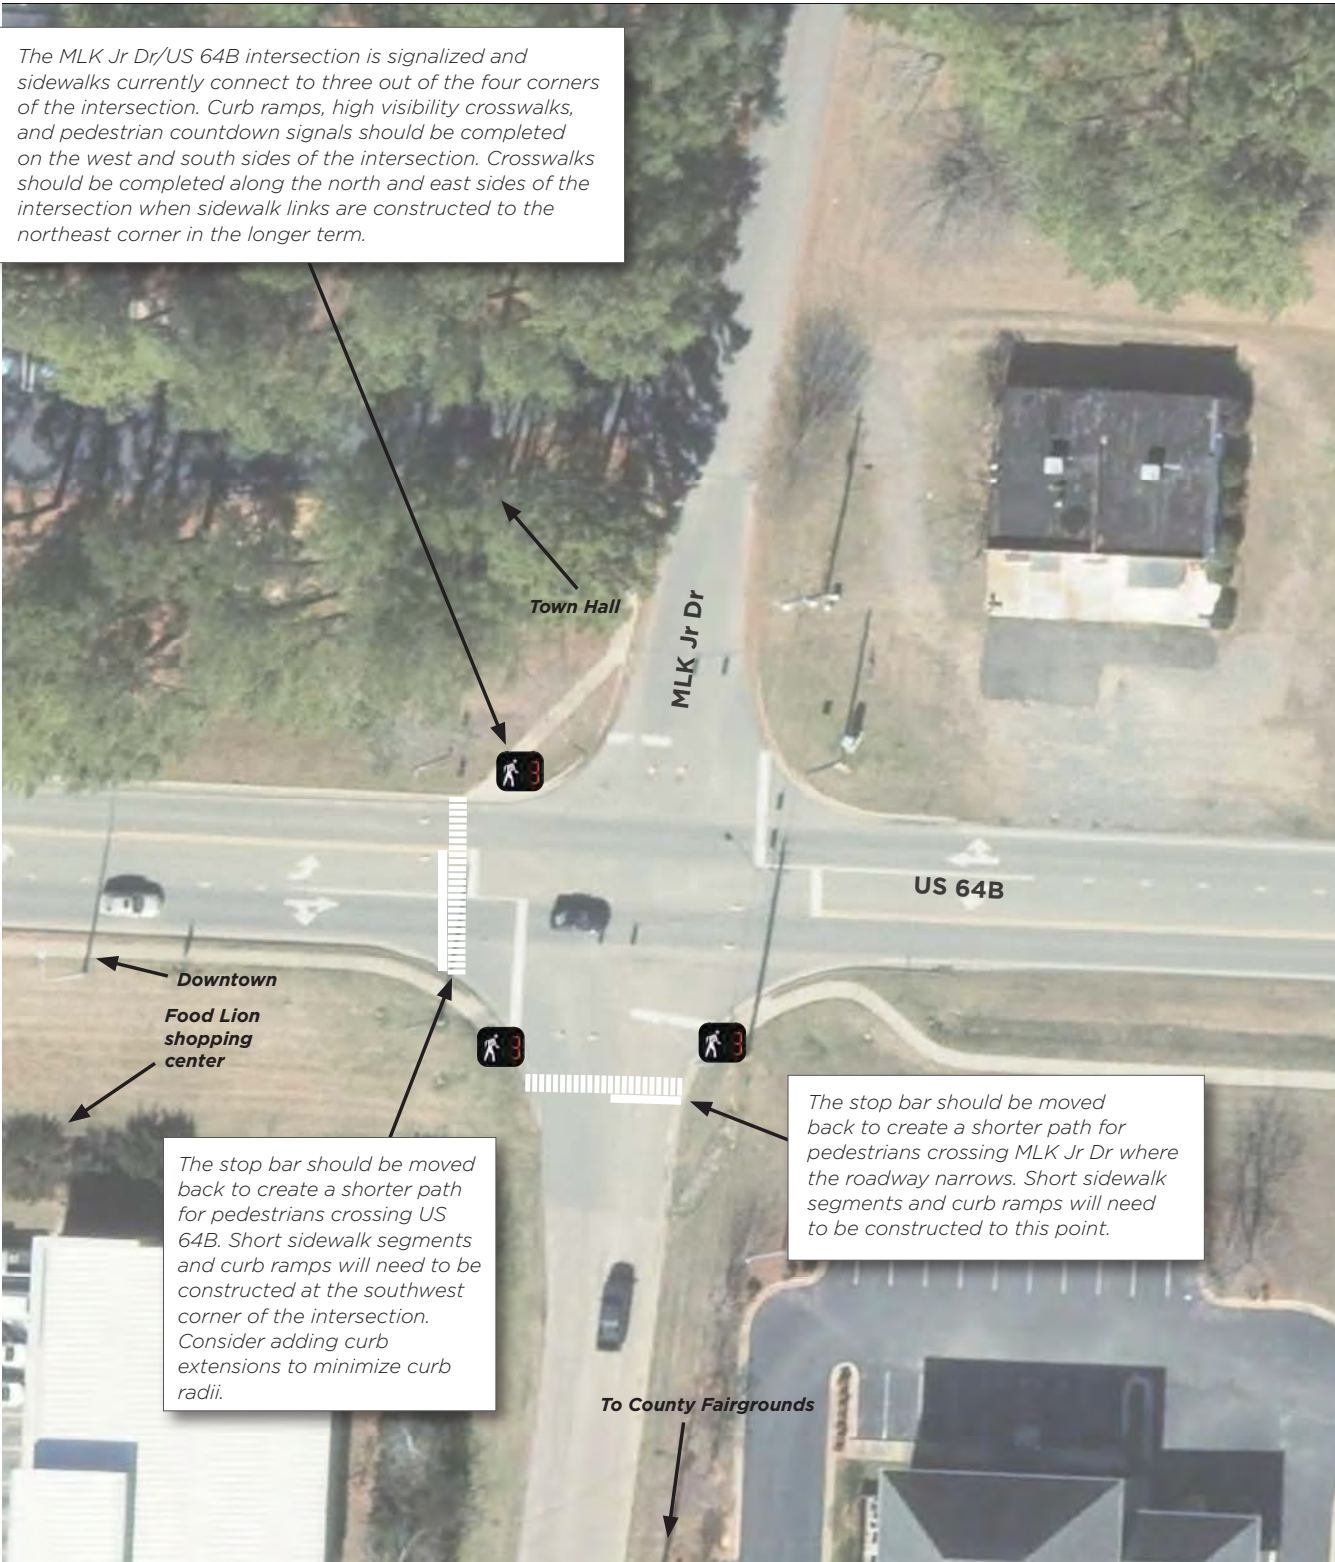 The MLK Jr Dr/US 64B intersection is signalized and
sidewalks currently connect to three out of the four corners
of the intersection. Curb ramps, high visibility crosswalks,
and pedestrian countdown signals should be completed
on the west and south sides of the intersection. Crosswalks
should be completed along the north and east sides of the
intersection when sidewalk links are constructed to the
northeast corner in the longer term.
Town Hall
MLK Jr Dr
3
US 64B
Downtown
Food Lion
shopping
center
3
3
The stop bar should be moved
back to create a shorter path for
pedestrians crossing MLK Jr Dr where
the roadway narrows. Short sidewalk
segments and curb ramps will need
to be constructed to this point.
The stop bar should be moved
back to create a shorter path
for pedestrians crossing US
64B. Short sidewalk segments
and curb ramps will need to be
constructed at the southwest
corner of the intersection.
Consider adding curb
extensions to minimize curb
radii.
To County Fairgrounds